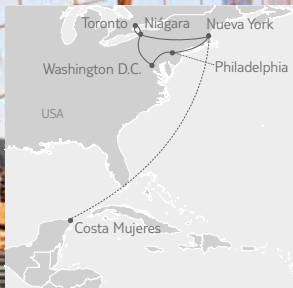 Toronto Niágara Nueva York
Washington D.C. Philadelphia
USA
Costa Mujeres